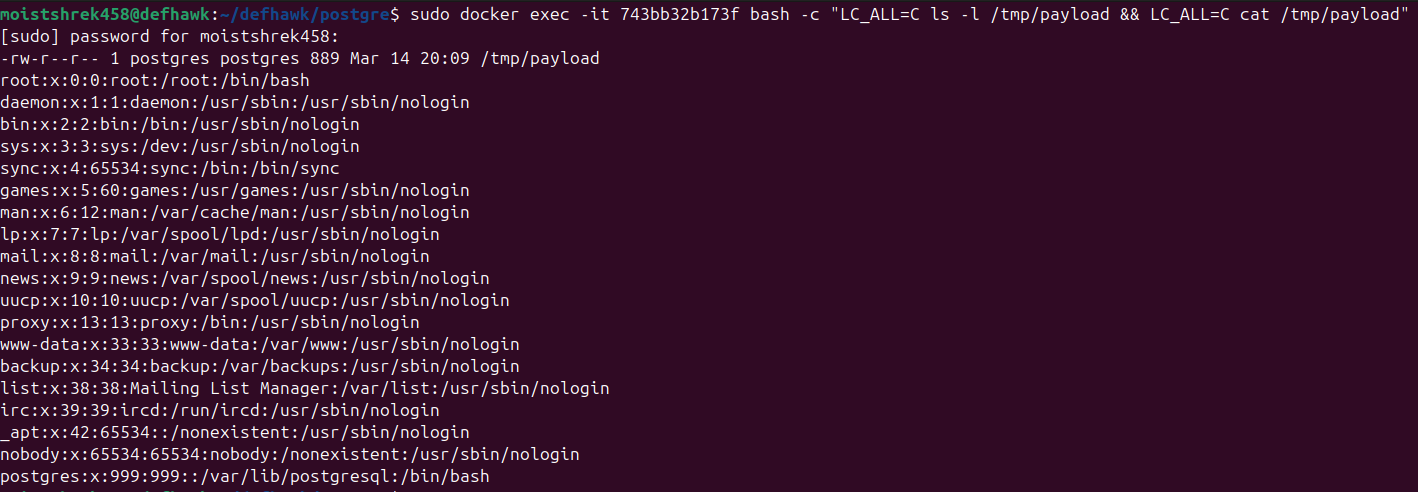 moistshrek458@defhawk:~/defhawk/postgre$ sudo docker exec -it 743bb32b173f bash -c "LC_ALL=C ls -l /tmp/payload && LC_ALL=C cat /tmp/payload"
[sudo] password for moistshrek458:
-rw-r--r-- 1 postgres postgres 889 Mar 14 20:09 /tmp/payload
root:x:0:0:root:/root:/bin/bash
daemon:x:1:1:daemon:/usr/sbin:/usr/sbin/nologin
bin:x:2:2:bin:/bin:/usr/sbin/nologin
sys:x:3:3:sys:/dev:/usr/sbin/nologin
sync:x:4:65534:sync:/bin:/bin/sync
games:x:5:60:games:/usr/games:/usr/sbin/nologin
man:x:6:12:man:/var/cache/man:/usr/sbin/nologin
lp:x:7:7:lp:/var/spool/lpd:/usr/sbin/nologin
mail:x:8:8:mail:/var/mail:/usr/sbin/nologin
news:x:9:9:news:/var/spool/news:/usr/sbin/nologin
uucp:x:10:10:uucp:/var/spool/uucp:/usr/sbin/nologin
proxy:x:13:13:proxy:/bin:/usr/sbin/nologin
www-data:x:33:33:www-data:/var/www:/usr/sbin/nologin
backup:x:34:34:backup:/var/backups:/usr/sbin/nologin
list:x:38:38:Mailing List Manager:/var/list:/usr/sbin/nologin
irc:x:39:39:ircd:/run/ircd:/usr/sbin/nologin
_apt:x:42:65534::/nonexistent:/usr/sbin/nologin
nobody:x:65534:65534:nobody:/nonexistent:/usr/sbin/nologin
postgres:x:999:999::/var/lib/postgresql:/bin/bash